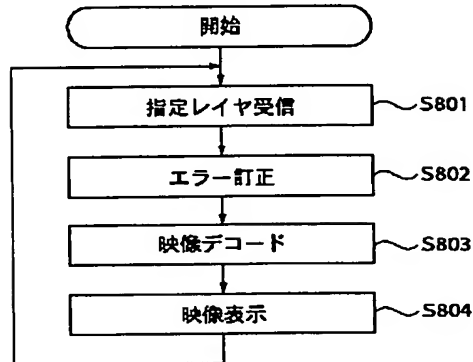 開始
指定レイヤ受信 S801
エラー訂正 S802
映像デコード S803
映像表示 S804